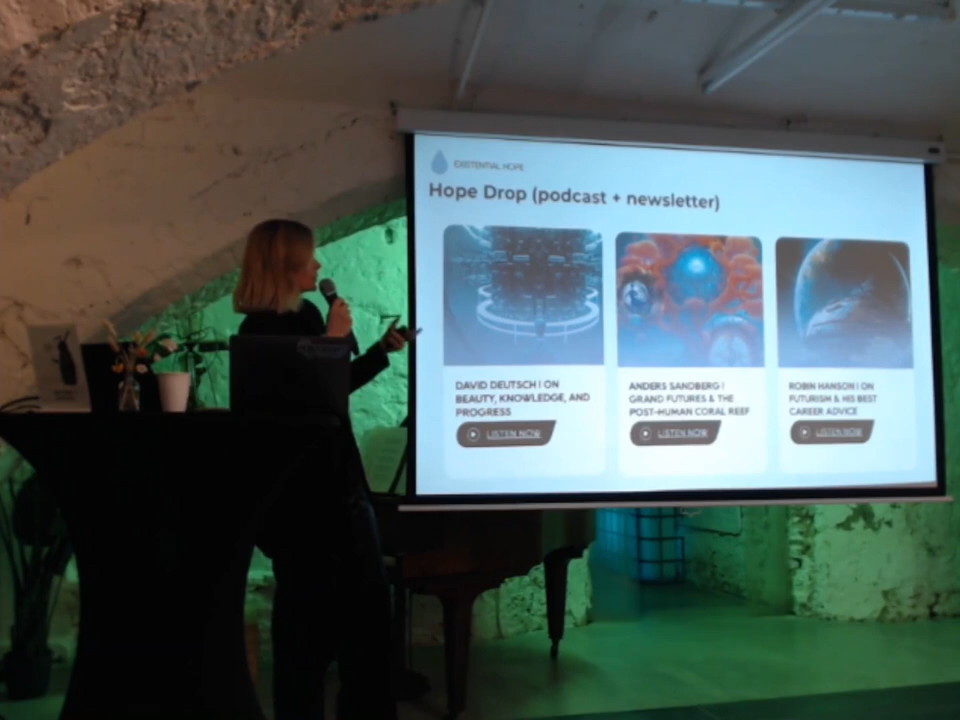 EXISTENTIAL HOPE
Hope Drop (podcast + newsletter)
DAVID DEUTSCH | ON
BEAUTY, KNOWLEDGE, AND
PROGRESS
LISTEN NOW
ANDERS SANDBERG |
GRAND FUTURES & THE
POST-HUMAN CORAL REEF
LISTEN NOW
ROBIN HANSON | ON
FUTURISM & HIS BEST
CAREER ADVICE
LISTEN NOW